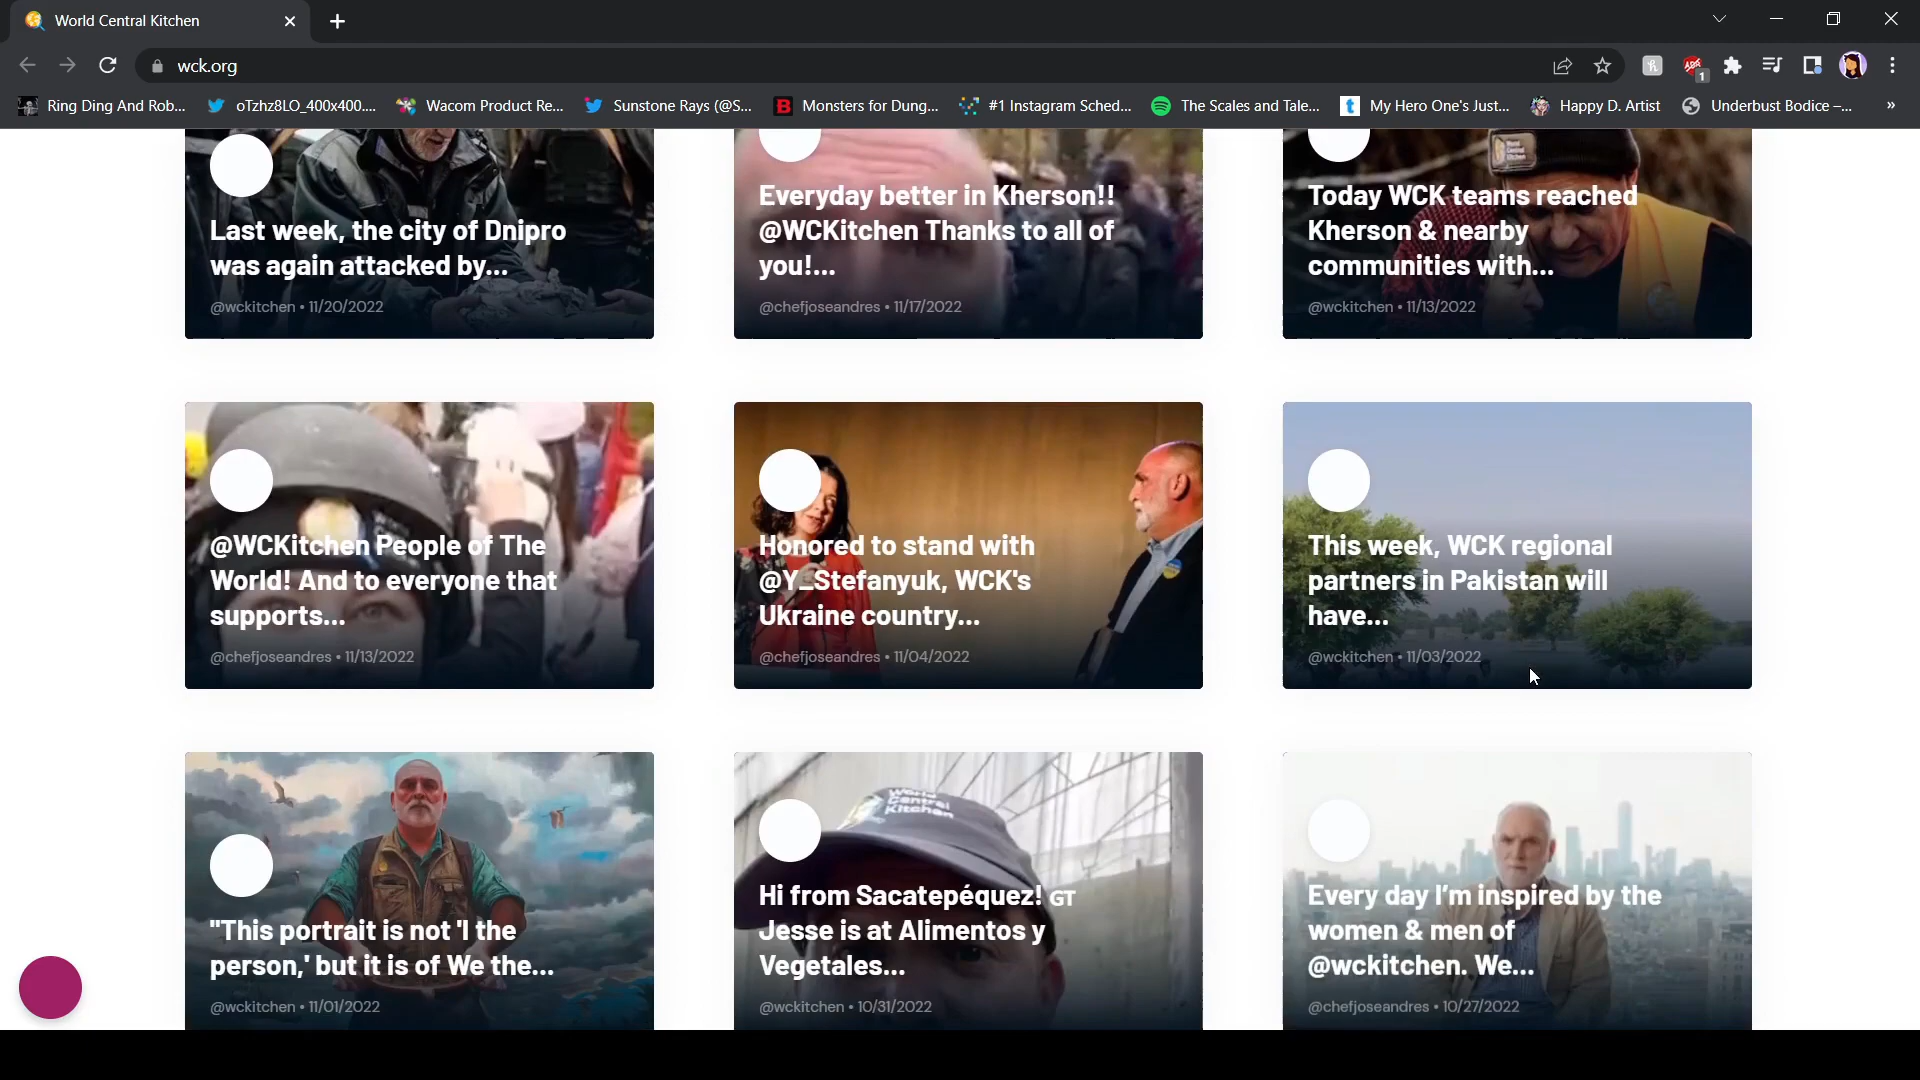 World Central Kitchen
wck.org
1
Ring Ding And Rob...
oTzhz8LO_400x400....
Wacom Product Re...
Sunstone Rays (@S...
Monsters for Dung...
#1 Instagram Sched...
The Scales and Tale...
My Hero One's Just...
Happy D. Artist
Underbust Bodice –...
»
Last week, the city of Dnipro
was again attacked by...
@wckitchen • 11/20/2022
Everyday better in Kherson!!
@WCKitchen Thanks to all of
you!...
@chefjoseandres • 11/17/2022
Today WCK teams reached
Kherson & nearby
communities with...
@wckitchen • 11/13/2022
@WCKitchen People of The
World! And to everyone that
supports...
@chefjoseandres • 11/13/2022
Honored to stand with
@Y_Stefanyuk, WCK's
Ukraine country...
@chefjoseandres • 11/04/2022
This week, WCK regional
partners in Pakistan will
have...
@wckitchen • 11/03/2022
"This portrait is not 'I the
person,' but it is of We the...
@wckitchen • 11/01/2022
World
Central
Kitchen
Hi from Sacatepéquez! GT
Jesse is at Alimentos y
Vegetales...
@wckitchen • 10/31/2022
Every day I'm inspired by the
women & men of
@wckitchen. We...
@chefjoseandres • 10/27/2022